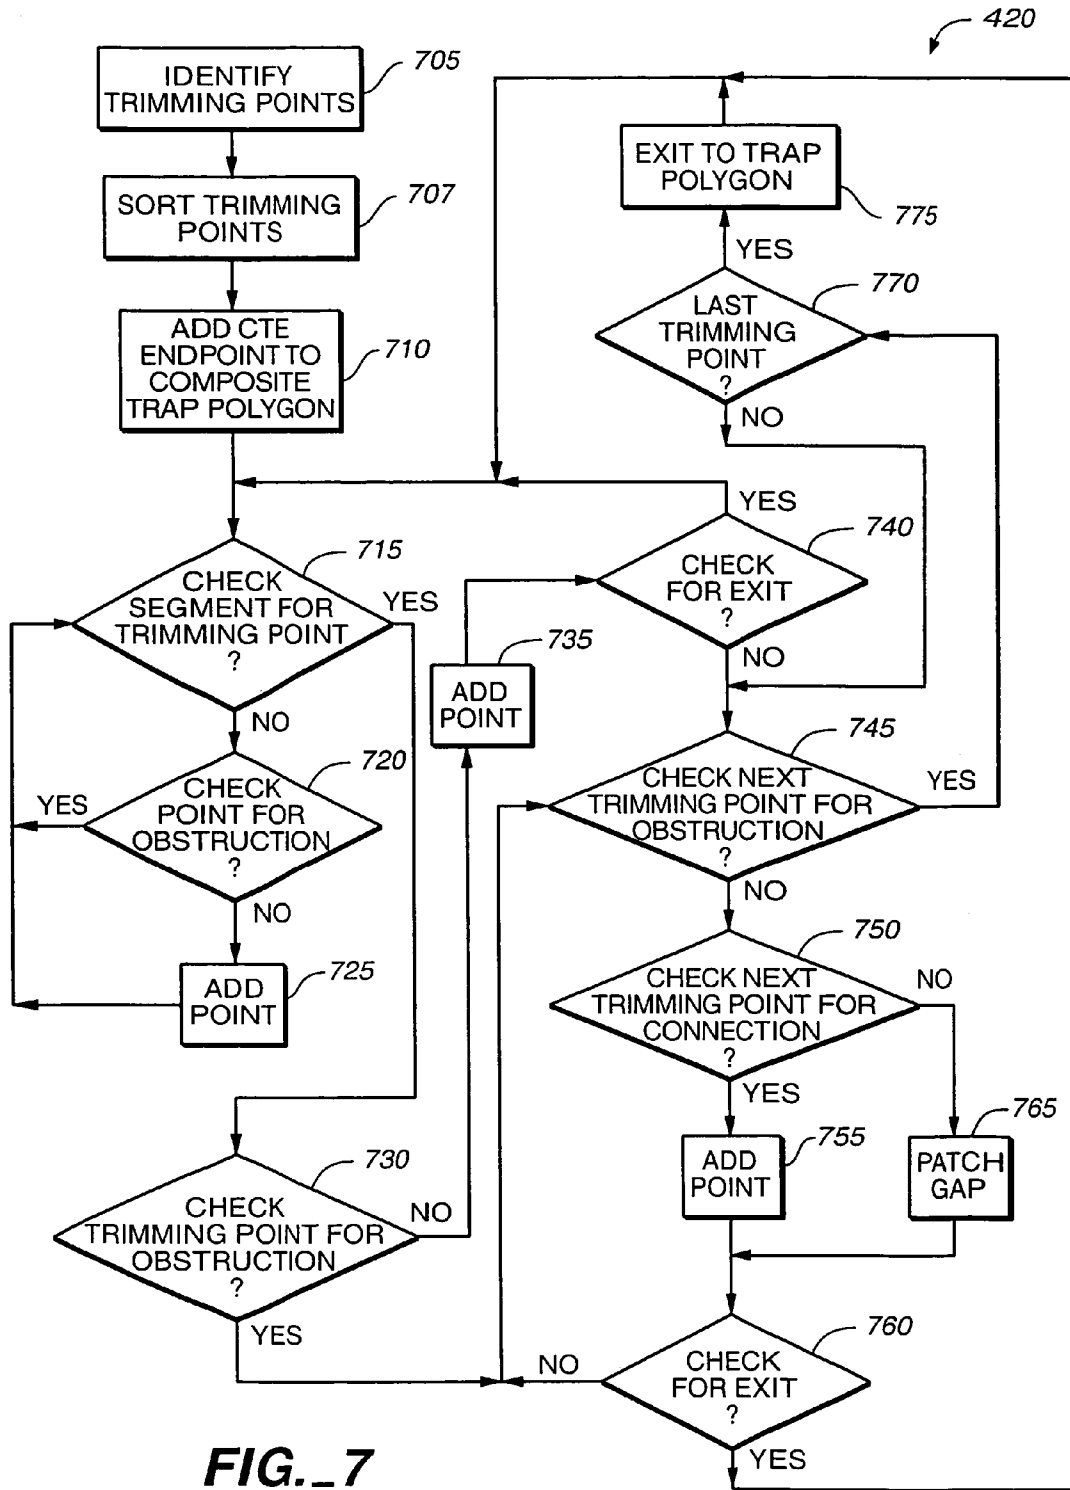 420
IDENTIFY
TRIMMING POINTS
705
SORT TRIMMING
POINTS
707
ADD CTE
ENDPOINT TO
COMPOSITE
TRAP POLYGON
710
CHECK
SEGMENT FOR
TRIMMING POINT
?
715
YES
NO
CHECK
POINT FOR
OBSTRUCTION
?
720
YES
NO
ADD
POINT
725
CHECK
TRIMMING POINT FOR
OBSTRUCTION
?
730
NO
YES
ADD
POINT
735
EXIT TO TRAP
POLYGON
775
YES
LAST
TRIMMING
POINT
?
770
NO
YES
CHECK
FOR EXIT
?
740
NO
CHECK NEXT
TRIMMING POINT FOR
OBSTRUCTION
?
745
YES
NO
CHECK NEXT
TRIMMING POINT FOR
CONNECTION
?
750
NO
YES
ADD
POINT
755
PATCH
GAP
765
CHECK
FOR EXIT
?
760
NO
YES
FIG._7